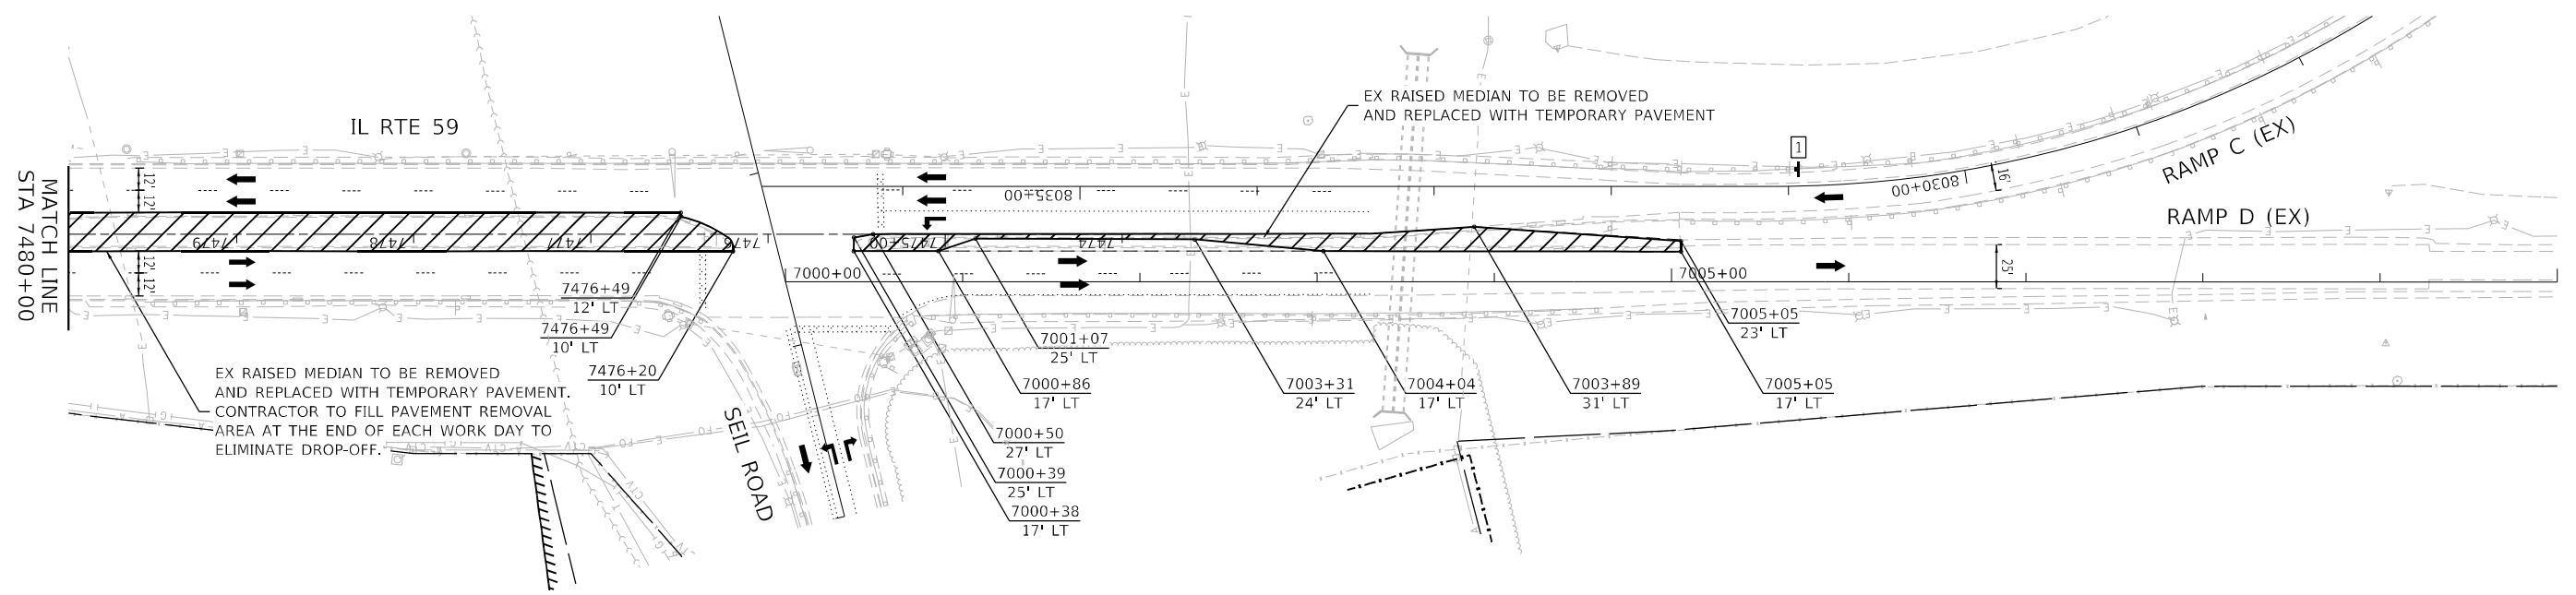 EX RAISED MEDIAN TO BE REMOVED
AND REPLACED WITH TEMPORARY PAVEMENT
IL RTE 59
MATCH LINE
STA 7480+00
12'
12'
12'
12'
7479
7478
7477
7476
7475+00
7474
8035+00
8030+00
1
16'
RAMP C (EX)
RAMP D (EX)
25'
7000+00
7005+00
7476+49
12' LT
7476+49
10' LT
7476+20
10' LT
EX RAISED MEDIAN TO BE REMOVED
AND REPLACED WITH TEMPORARY PAVEMENT.
CONTRACTOR TO FILL PAVEMENT REMOVAL
AREA AT THE END OF EACH WORK DAY TO
ELIMINATE DROP-OFF.
SEIL ROAD
7001+07
25' LT
7000+86
17' LT
7000+50
27' LT
7000+39
25' LT
7000+38
17' LT
7003+31
24' LT
7004+04
17' LT
7003+89
31' LT
7005+05
23' LT
7005+05
17' LT